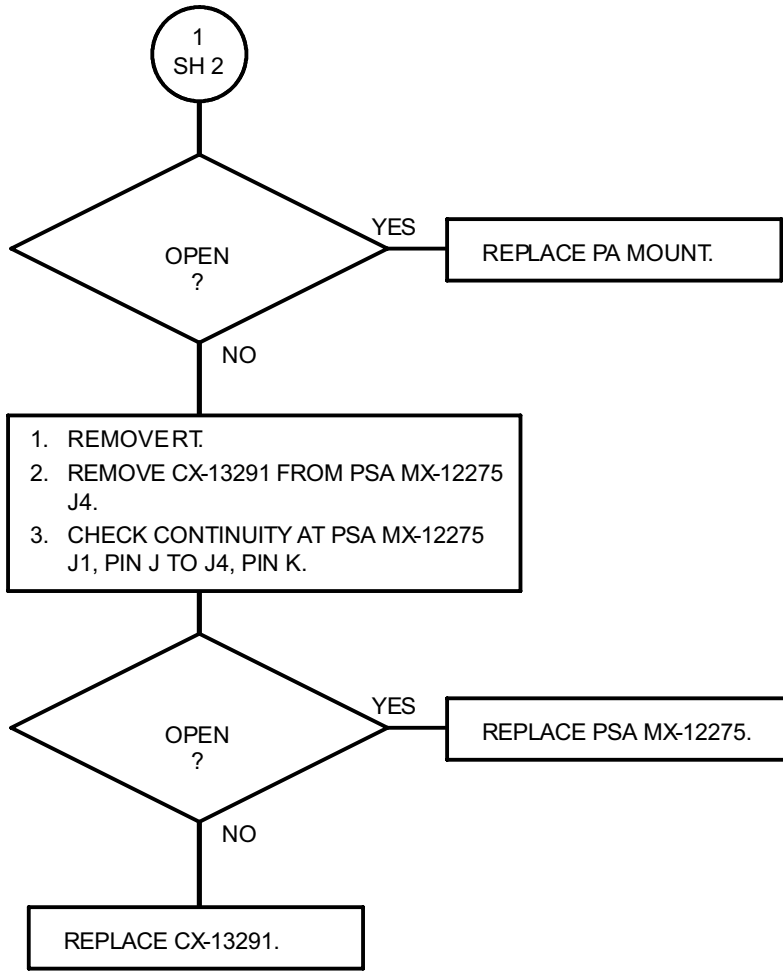 1
SH 2
OPEN
?
YES
REPLACE PA MOUNT.
NO
1. REMOVE RT.
2. REMOVE CX-13291 FROM PSA MX-12275
J4.
3. CHECK CONTINUITY AT PSA MX-12275
J1, PIN J TO J4, PIN K.
OPEN
?
YES
REPLACE PSA MX-12275.
NO
REPLACE CX-13291.